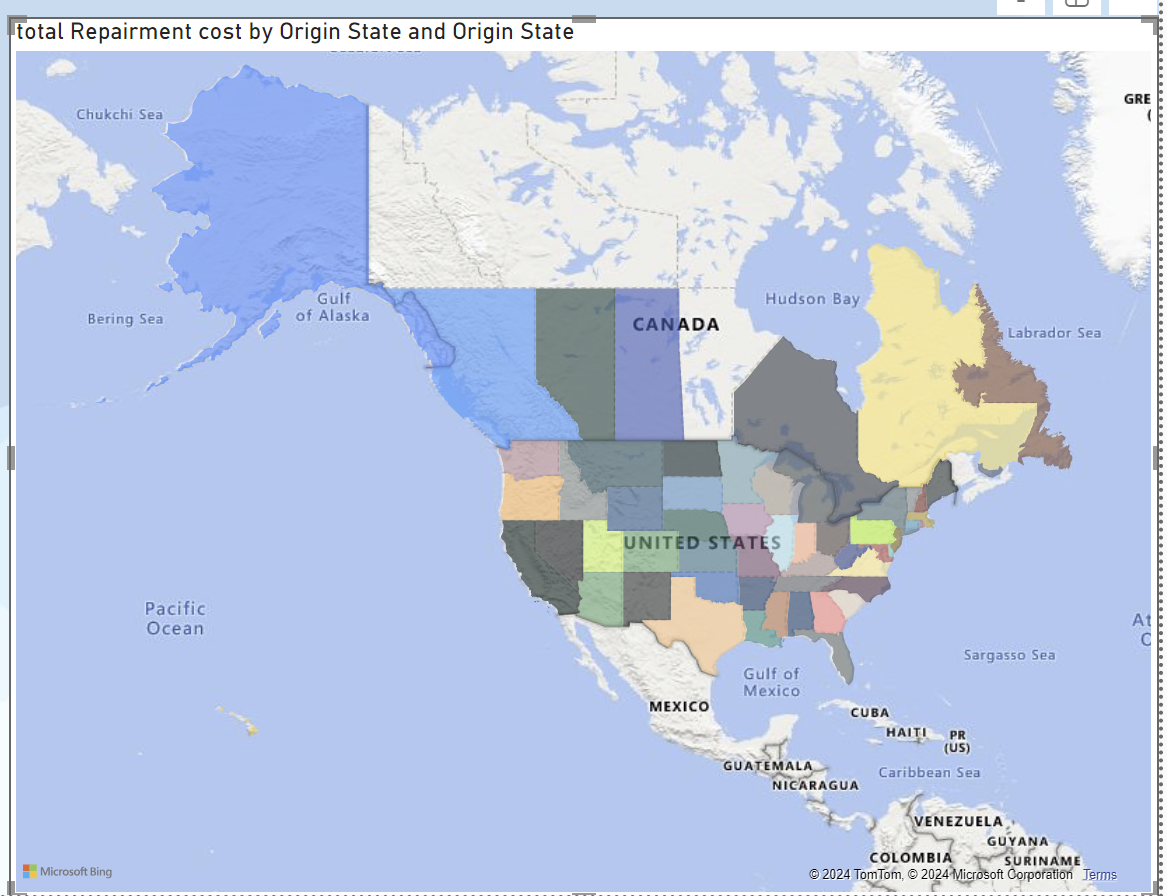 total Repairment cost by Origin State and Origin State
Chukchi Sea
GRE
Gulf
of Alaska
Bering Sea
Hudson Bay
CANADA
Labrador Sea
UNITED STATES
Pacific
Ocean
At
Sargasso Sea
Gulf of
Mexico
MEXICO
CUBA
HAITI
PR
(US)
GUATEMALA
Caribbean Sea
NICARAGUA
VENEZUELA
GUYANA
COLOMBIA
SURINAME
Microsoft Bing
© 2024 TomTom, © 2024 Microsoft Corporation
Terms